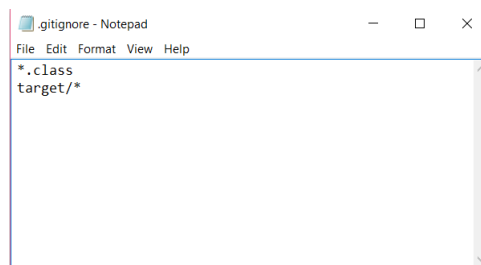 .gitignore - Notepad
File Edit Format View Help
*.class
target/*